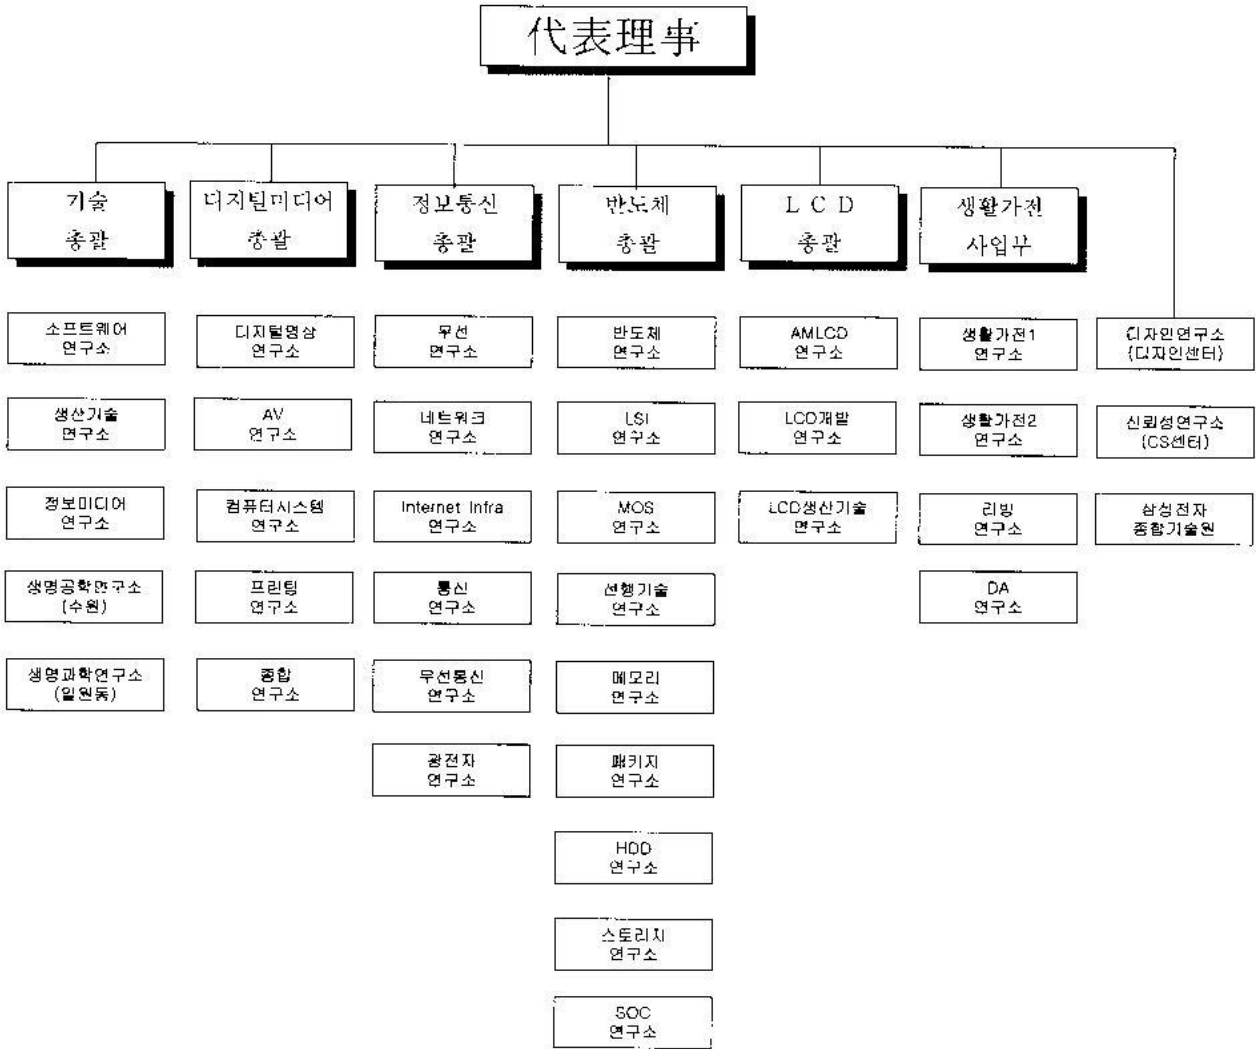 代表理事
기술
총괄
디지털미디어
총괄
정보통신
총괄
반도체
총괄
L C D
총괄
생활가전
사업부
소프트웨어
연구소
생산기술
연구소
정보미디어
연구소
생명공학연구소
(수원)
생명과학연구소
(일원동)
디지털영상
연구소
AV
연구소
컴퓨터시스템
연구소
프린팅
연구소
종합
연구소
무선
연구소
네트워크
연구소
Internet Infra
연구소
통신
연구소
무선통신
연구소
광전자
연구소
반도체
연구소
LSI
연구소
MOS
연구소
선행기술
연구소
메모리
연구소
패키지
연구소
HDD
연구소
스토리지
연구소
SOC
연구소
AMLCD
연구소
LCD개발
연구소
LCD생산기술
연구소
생활가전1
연구소
생활가전2
연구소
리빙
연구소
DA
연구소
디자인연구소
(디자인센터)
신뢰성연구소
(CS센터)
삼성전자
종합기술원